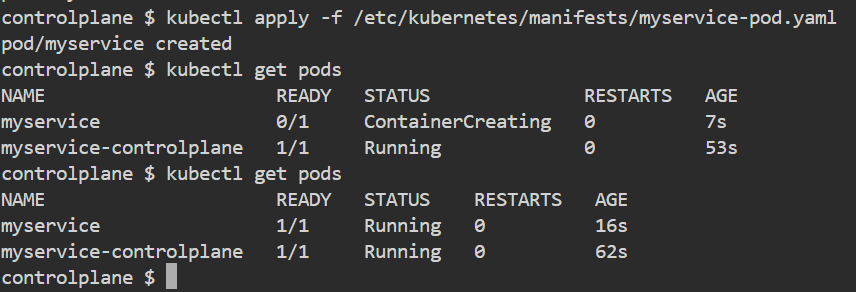 controlplane $ kubectl apply -f /etc/kubernetes/manifests/myservice-pod.yaml
pod/myservice created
controlplane $ kubectl get pods
NAME READY STATUS RESTARTS AGE
myservice 0/1 ContainerCreating 0 7s
myservice-controlplane 1/1 Running 0 53s
controlplane $ kubectl get pods
NAME READY STATUS RESTARTS AGE
myservice 1/1 Running 0 16s
myservice-controlplane 1/1 Running 0 62s
controlplane $